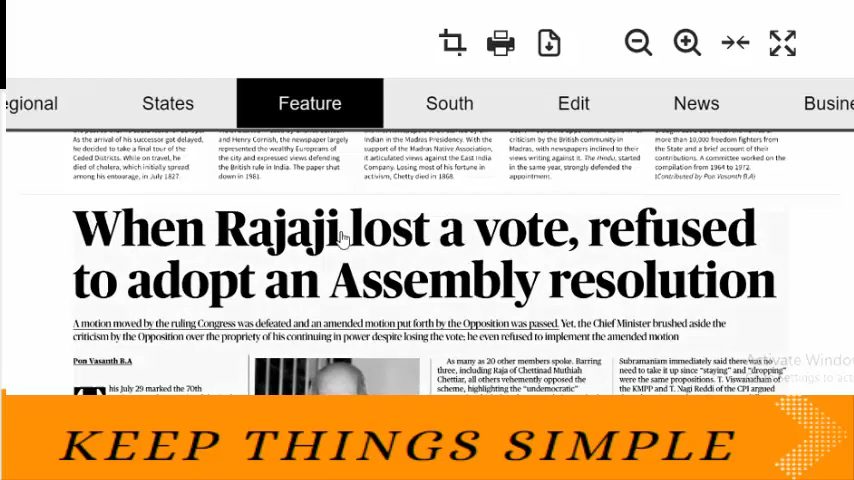 egional States Feature South Edit News Busine
As the arrival of his successor got delayed,
he decided to take a final tour of the
Ceded Districts. While on travel, he
died of cholera, which initially spread
among his entourage, in July 1827.
and Henry Cornish, the newspaper largely
represented the wealthy Europeans of
the city and expressed views defending
the British rule in India. The paper shut
down in 1981.
Indian in the Madras Presidency. With the
support of the Madras Native Association,
it articulated views against the East India
Company. Losing most of his fortune in
activism, Chetty died in 1868.
criticism by the British community in
Madras, with newspapers inclined to their
views writing against it. The Hindu, started
in the same year, strongly defended the
appointment.
more than 10,000 freedom fighters from
the State and a brief account of their
contributions. A committee worked on the
compilation from 1964 to 1972.
(Contributed by Pon Vasanth B.A)
When Rajaji lost a vote, refused
to adopt an Assembly resolution
A motion moved by the ruling Congress was defeated and an amended motion put forth by the Opposition was passed. Yet, the Chief Minister brushed aside the
criticism by the Opposition over the propriety of his continuing in power despite losing the vote; he even refused to implement the amended motion
Pon Vasanth B.A
his July 29 marked the 70th
As many as 20 other members spoke. Barring
three, including Raja of Chettinad Muthiah
Chettiar, all others vehemently opposed the
scheme, highlighting the “undemocratic”
Subramaniam immediately said there was no
need to take it up since “staying” and “dropping”
were the same propositions. T. Viswanatham of
the KMPP and T. Nagi Reddi of the CPI argued
Activate Window
Settings to act
KEEP THINGS SIMPLE